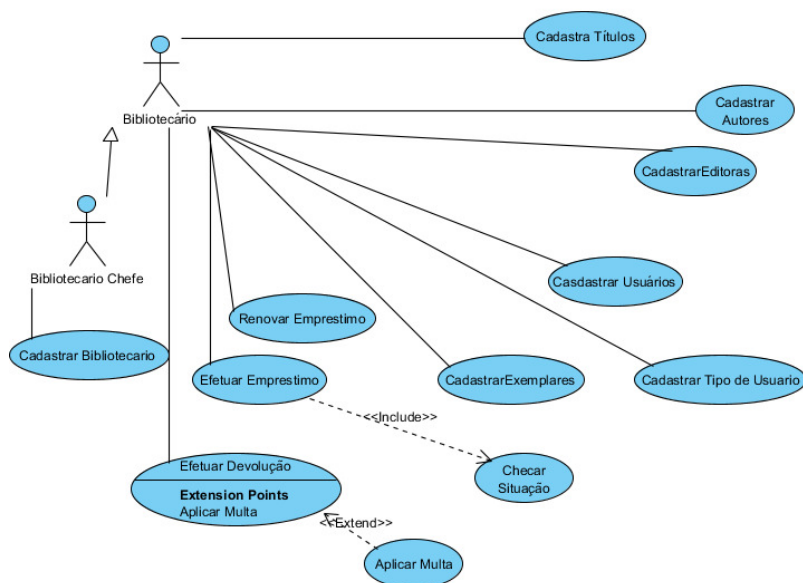 Cadastra Títulos
Cadastrar
Autores
Bibliotecário
CadastrarEditoras
Bibliotecario Chefe
Casdastrar Usuários
Renovar Emprestimo
Cadastrar Bibliotecario
Efetuar Emprestimo
CadastrarExemplares
Cadastrar Tipo de Usuario
<<Include>>
Checar
Situação
Efetuar Devolução
Extension Points
Aplicar Multa
<<Extend>>
Aplicar Multa